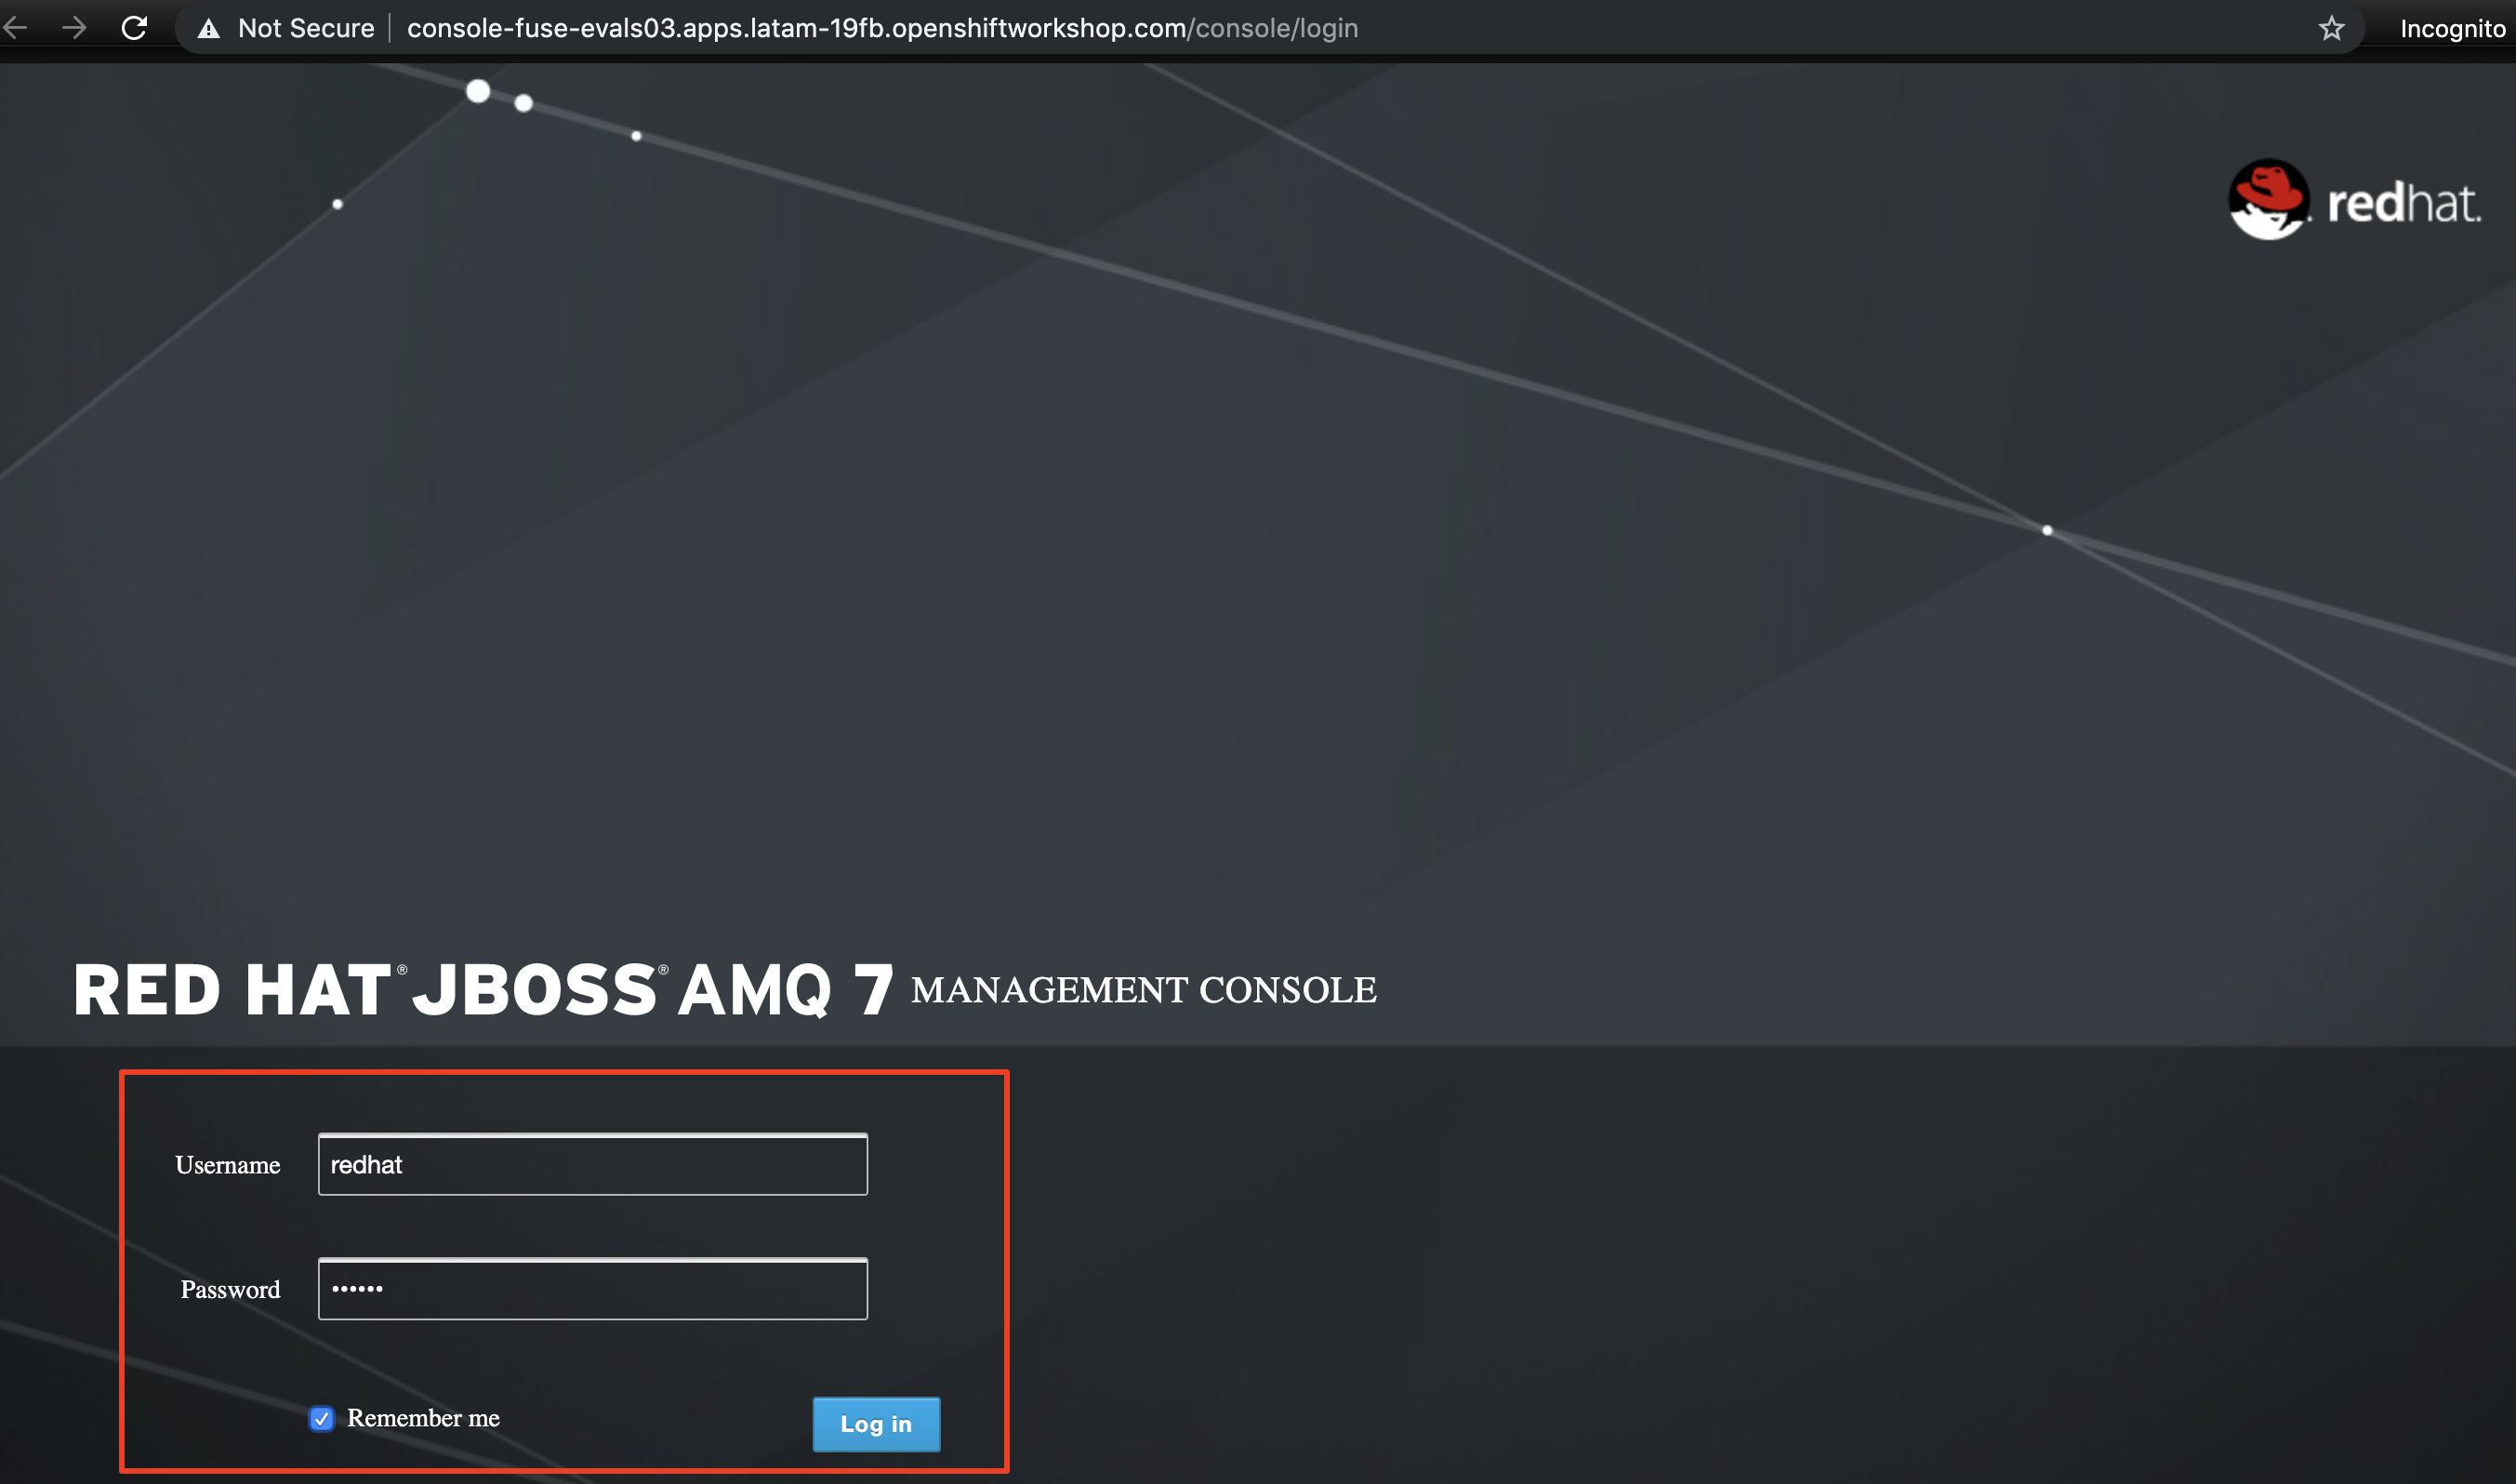 Not Secure console-fuse-evals03.apps.latam-19fb.openshiftworkshop.com/console/login Incognito
redhat.
RED HAT® JBOSS® AMQ 7 MANAGEMENT CONSOLE
Username redhat
Password ••••••
Remember me Log in